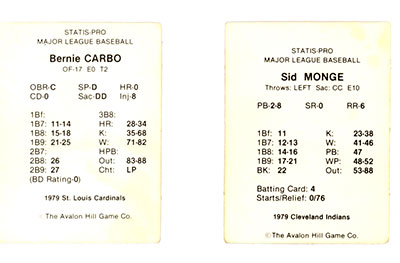 STATIS-PRO
MAJOR LEAGUE BASEBALL
Bernie CARBO
OF-17 E0 T2
OBR-C SP-D HR-0
CD-0 Sac-DD Inj-8
1Bf: 3B8:
1B7: 11-14 HR: 28-34
1B8: 15-18 K: 35-68
1B9: 21-25 W: 71-82
2B7: HPB:
2B8: 26 Out: 83-88
2B9: 27 Cht: LP
(BD Rating-0)
1979 St. Louis Cardinals
© The Avalon Hill Game Co.
STATIS-PRO
MAJOR LEAGUE BASEBALL
Sid MONGE
Throws: LEFT Sac: CC E10
PB-2-8 SR-0 RR-6
1Bf: 11 K: 23-38
1B7: 12-13 W: 41-46
1B8: 14-16 PB: 47
1B9: 17-21 WP: 48-52
BK: 22 Out: 53-88
Batting Card: 4
Starts/Relief: 0/76
1979 Cleveland Indians
© The Avalon Hill Game Co.